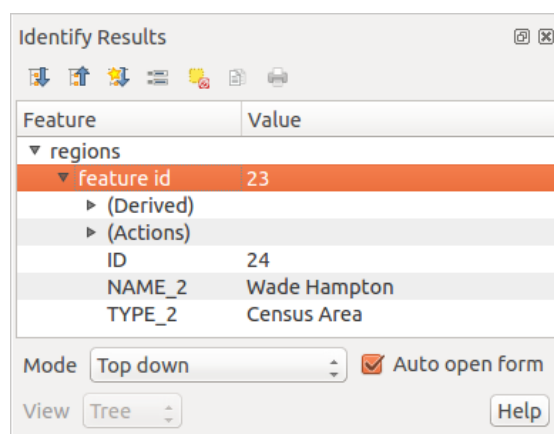 Identify Results
Feature Value
regions
feature id 23
(Derived)
(Actions)
ID 24
NAME_2 Wade Hampton
TYPE_2 Census Area
Mode Top down Auto open form
View Tree Help